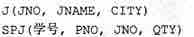 J(JNO, JNAME, CITY)
SPJ(学号, PNO, JNO, QTY)